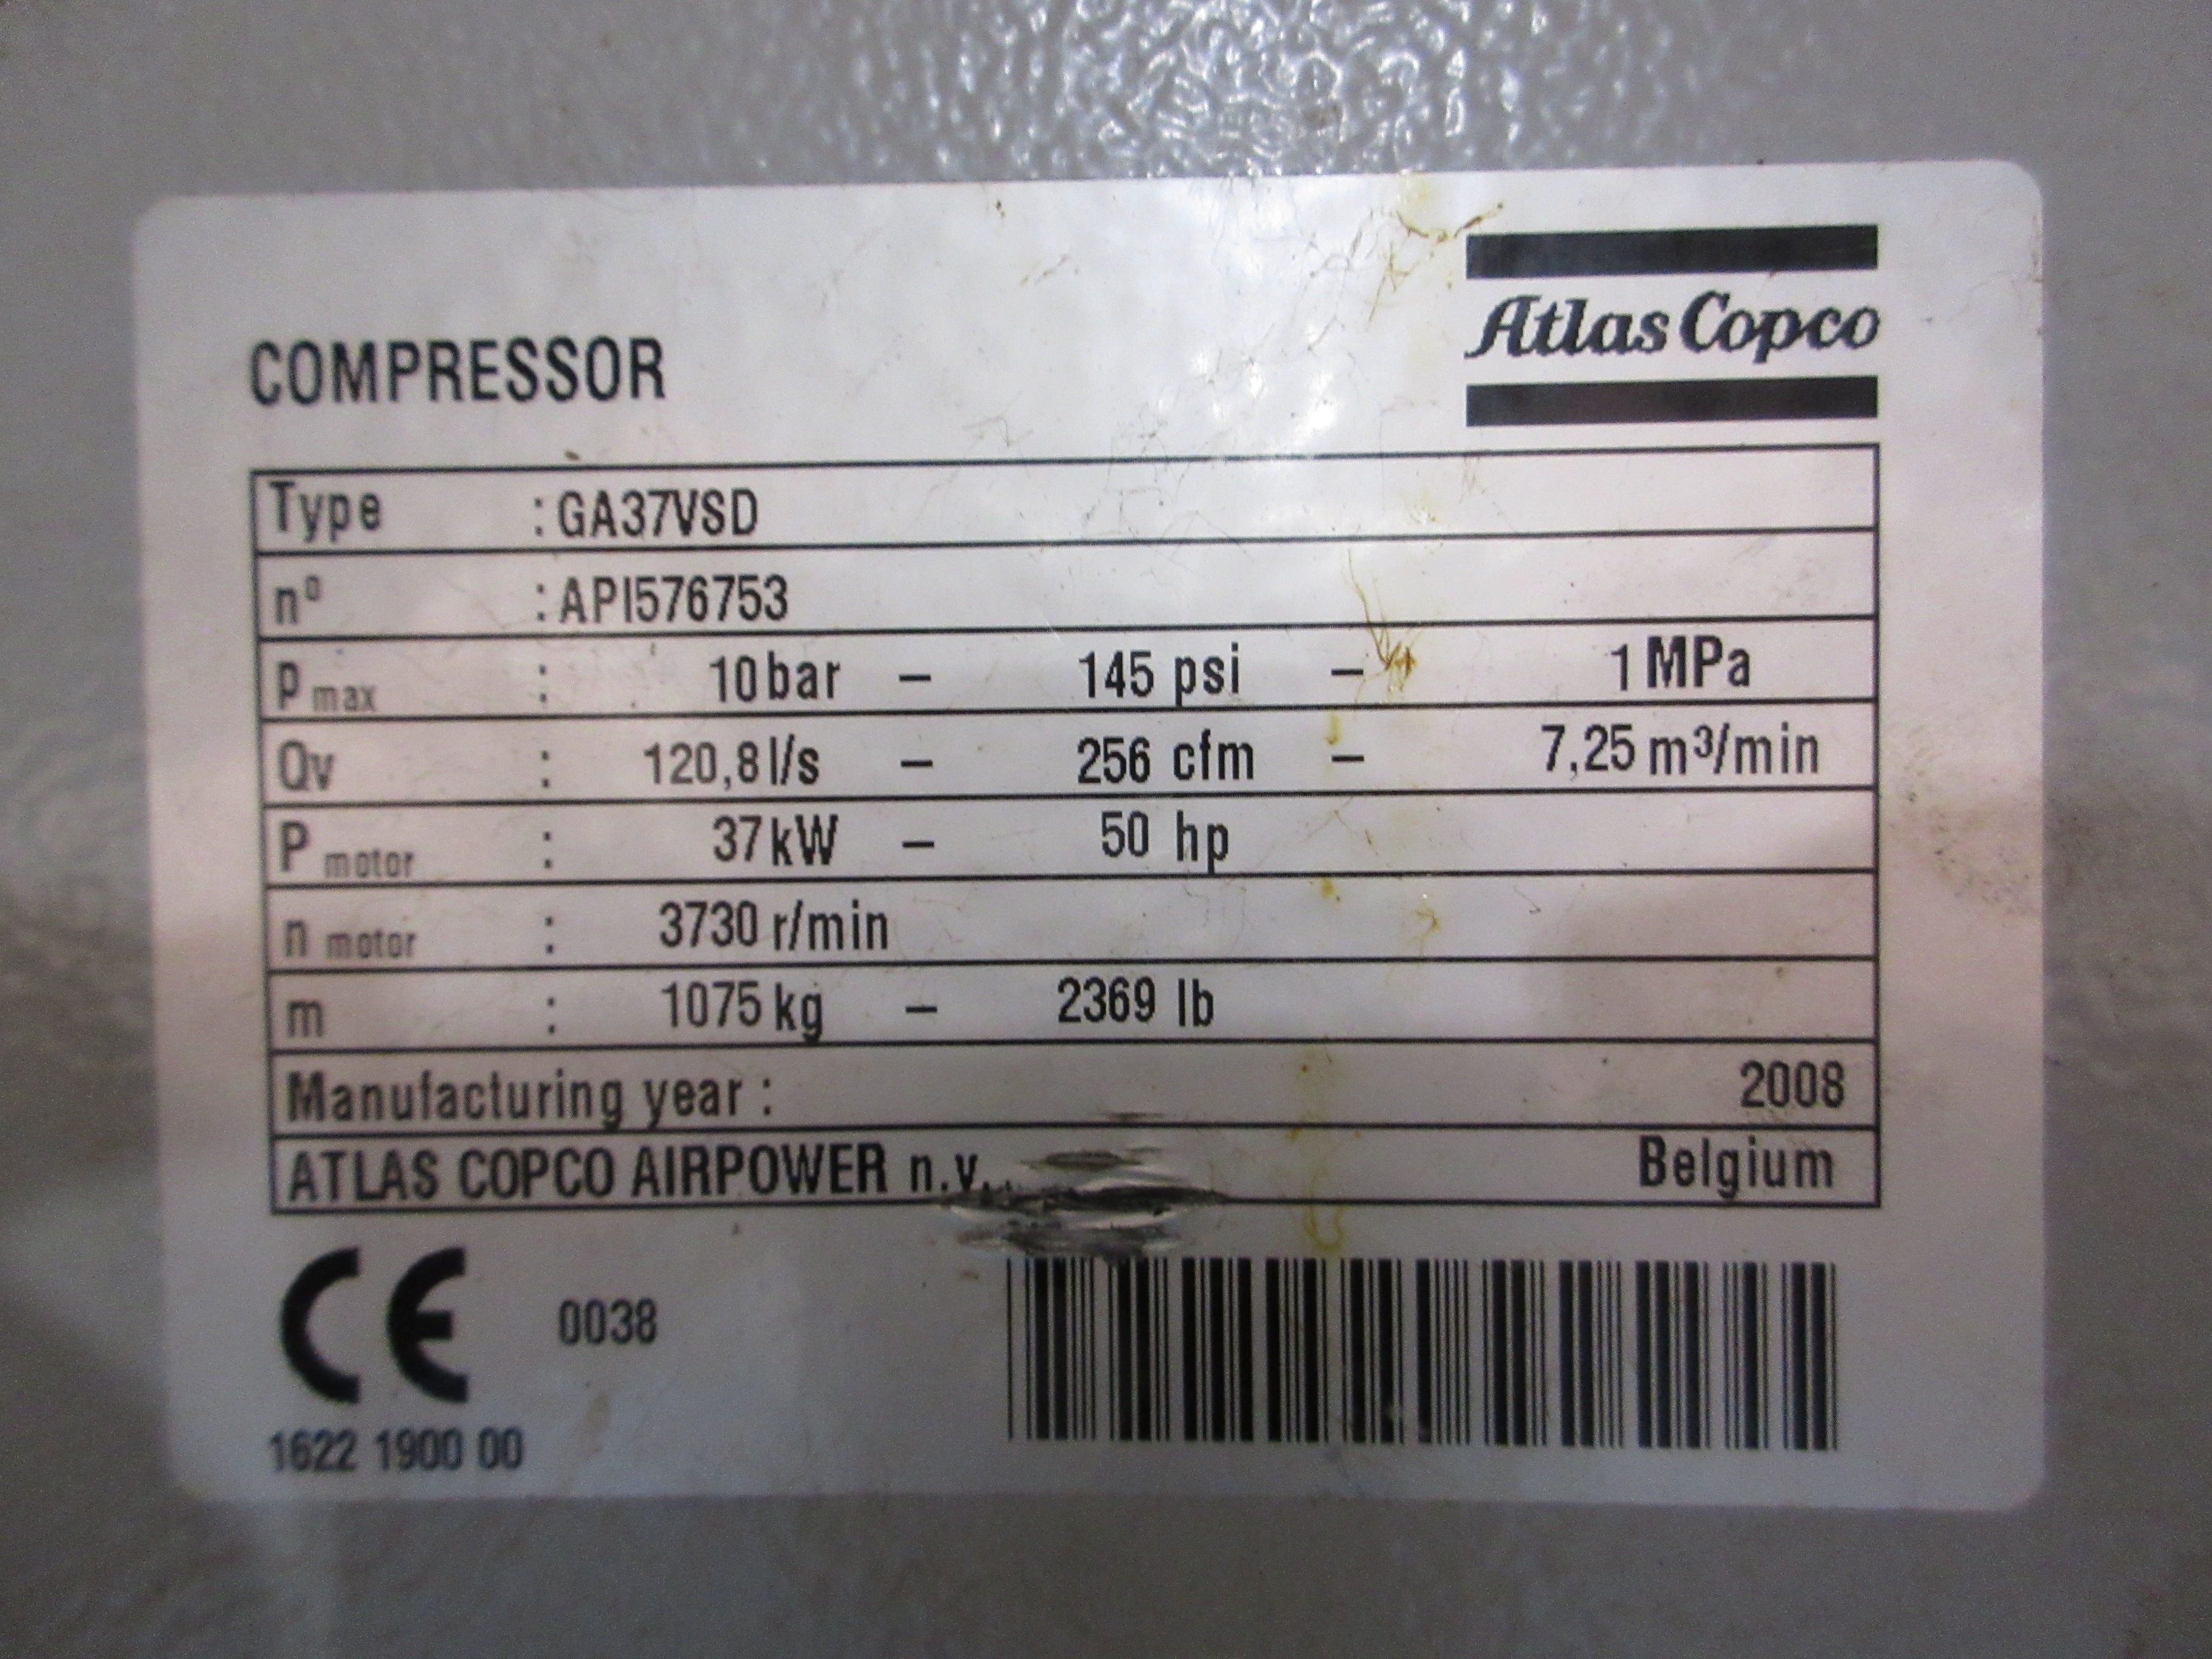 Atlas Copco
COMPRESSOR
Type : GA37VSD
nº : API576753
P max : 10 bar – 145 psi – 1 MPa
Qv : 120,8 l/s – 256 cfm – 7,25 m³/min
P motor : 37 kW – 50 hp
n motor : 3730 r/min
m : 1075 kg – 2369 lb
Manufacturing year : 2008
ATLAS COPCO AIRPOWER n.v. Belgium
CE 0038
1622 1900 00